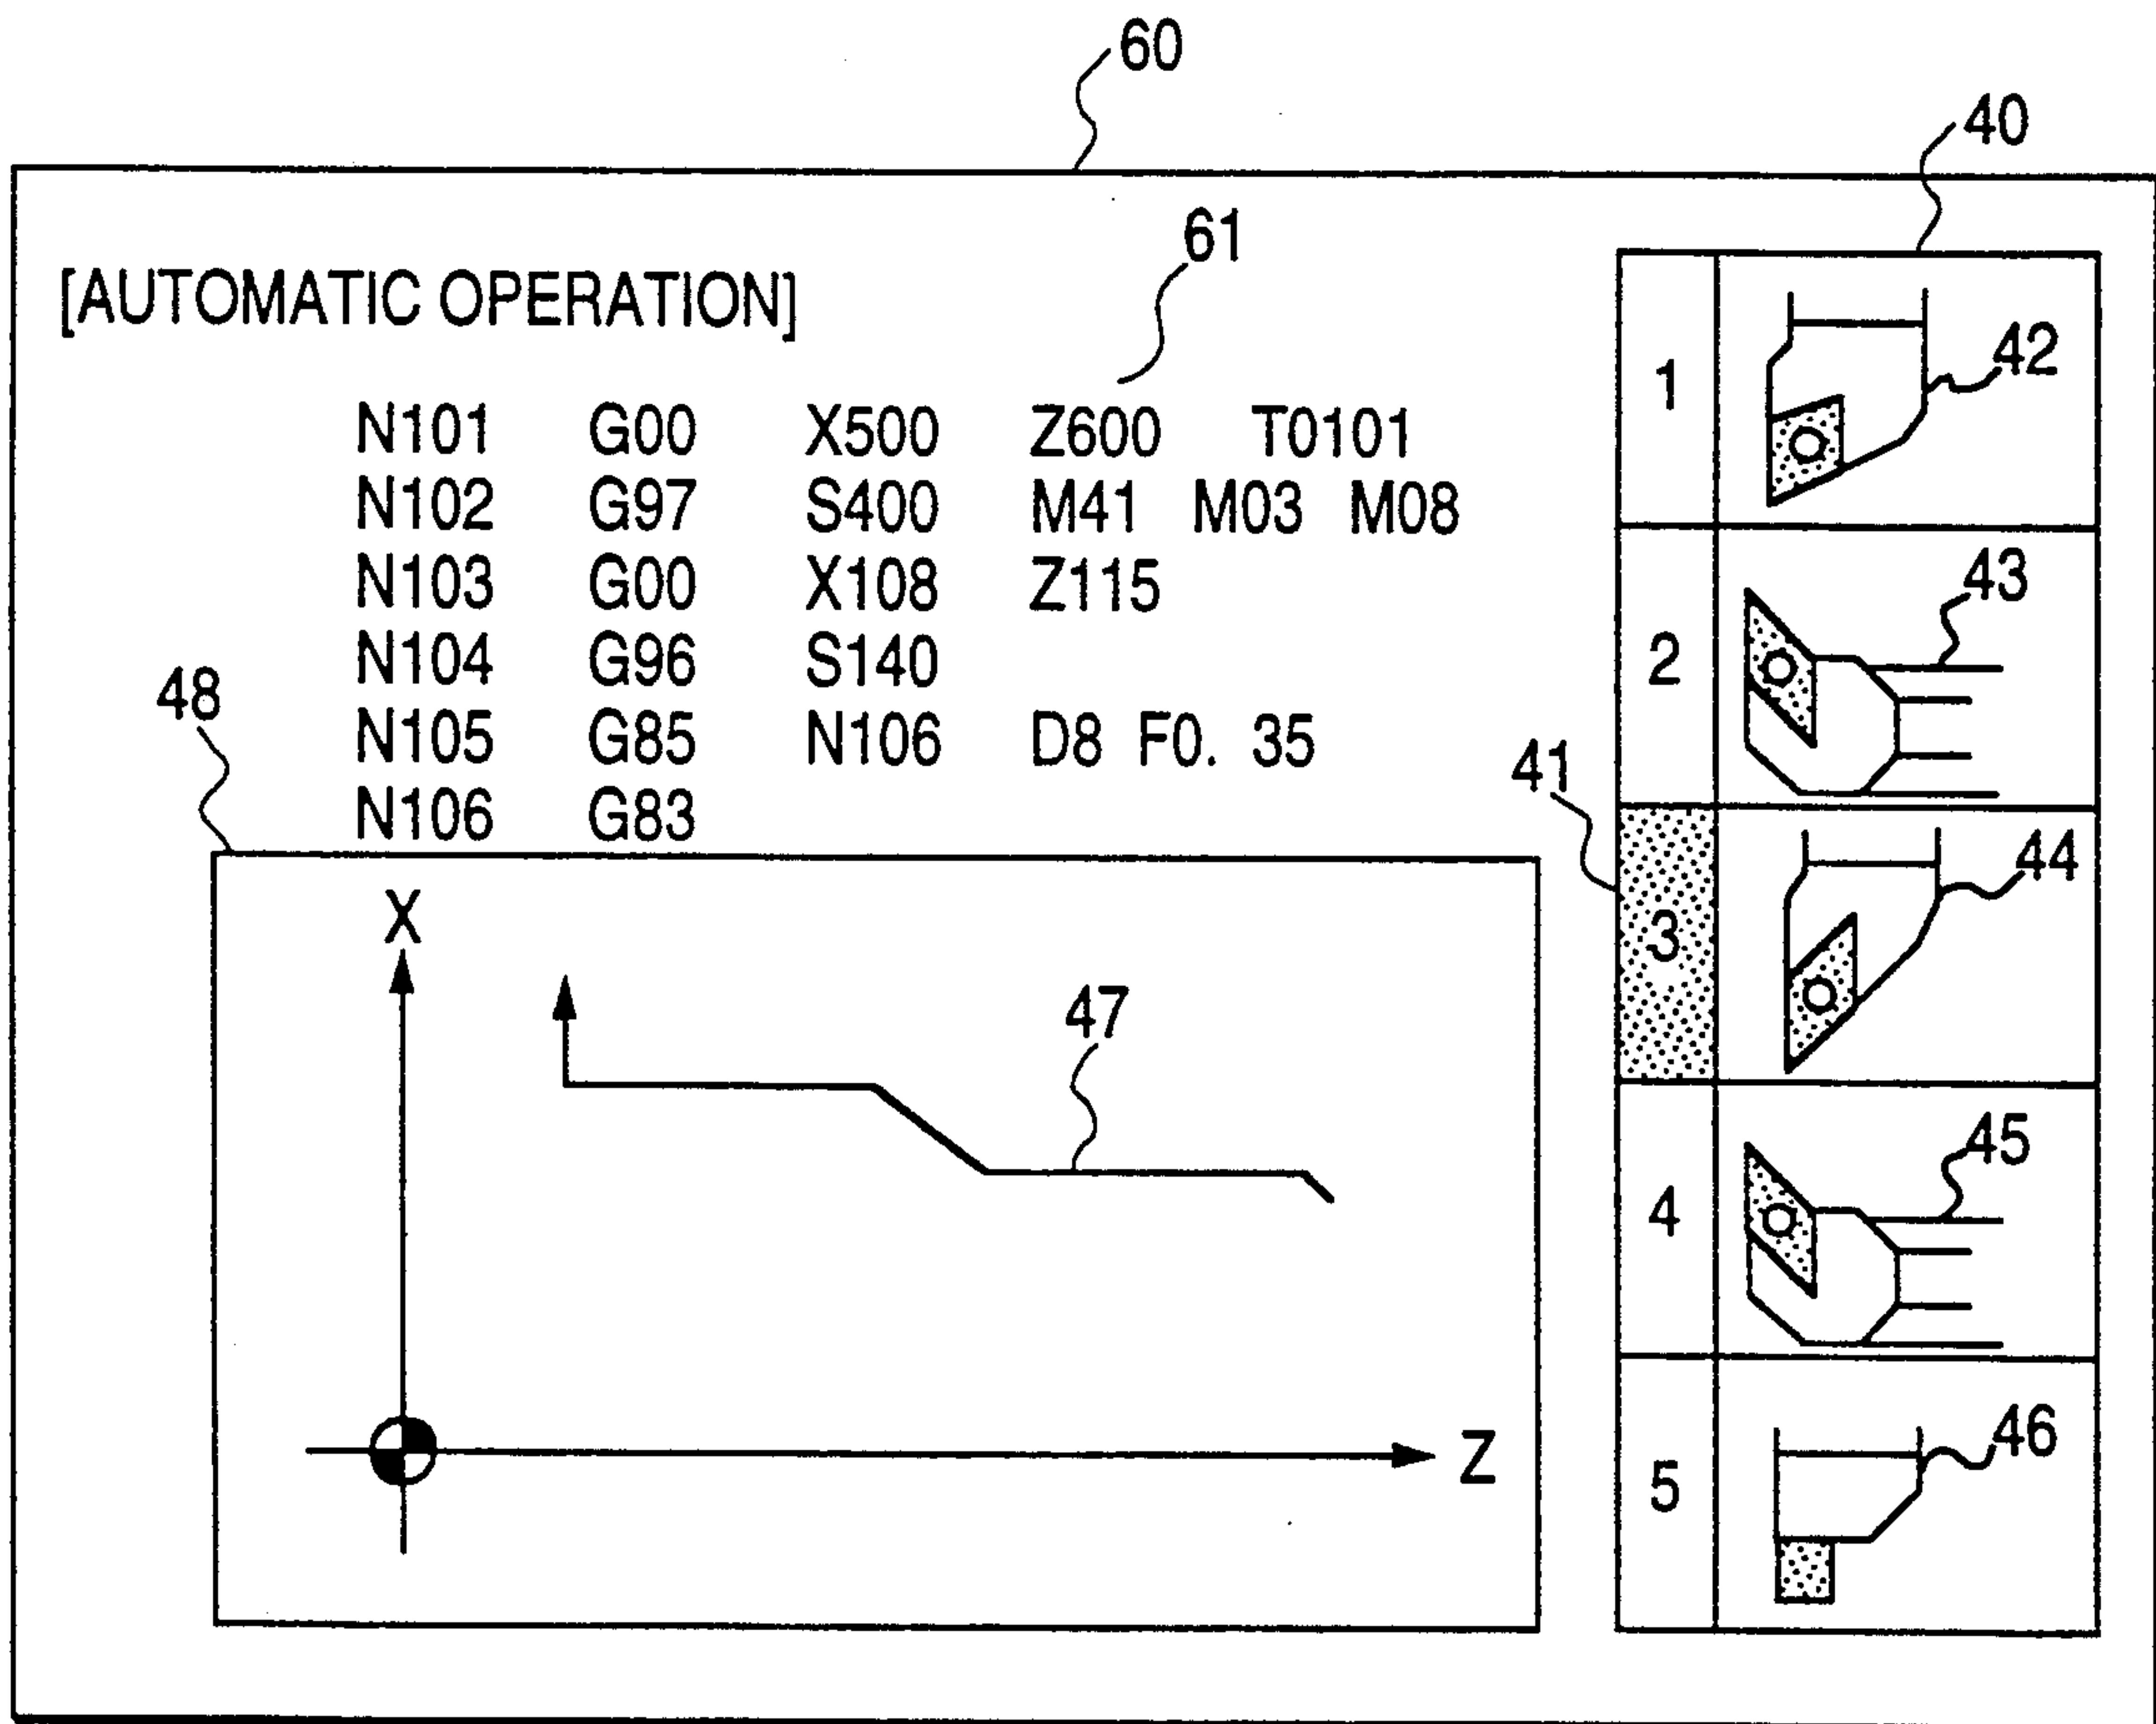 60
40
61
[AUTOMATIC OPERATION]
N101 G00 X500 Z600 T0101
N102 G97 S400 M41 M03 M08
N103 G00 X108 Z115
N104 G96 S140
N105 G85 N106 D8 F0. 35
N106 G83
48
X
47
Z
41
1
42
2
43
3
44
4
45
5
46